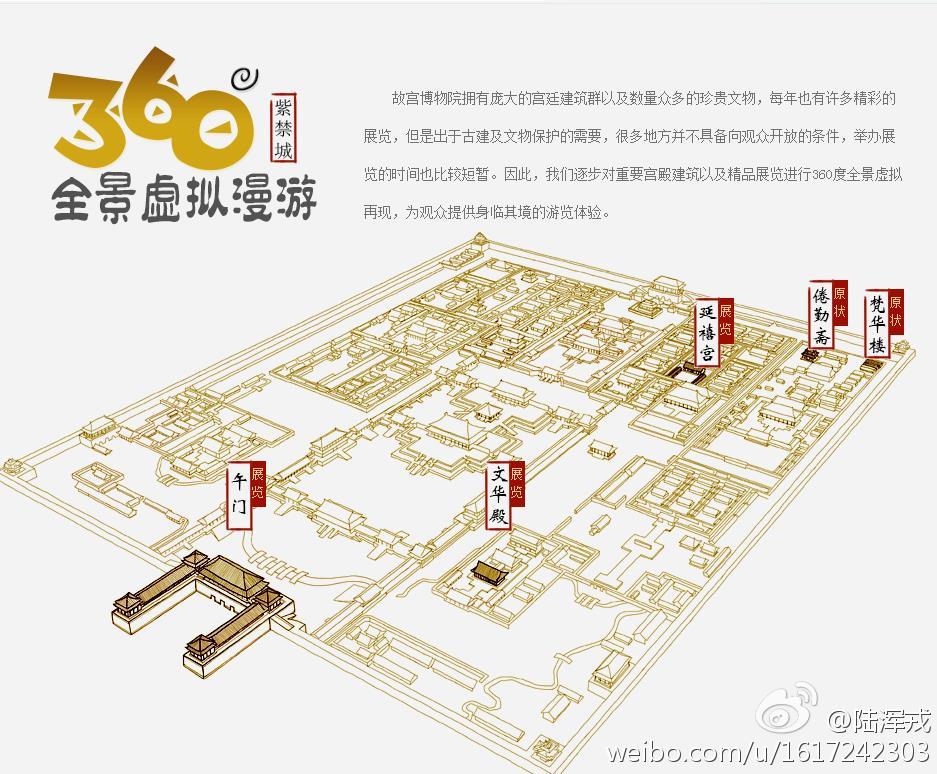 360°
紫禁城
全景虚拟漫游
故宫博物院拥有庞大的宫廷建筑群以及数量众多的珍贵文物，每年也有许多精彩的
展览，但是出于古建及文物保护的需要，很多地方并不具备向观众开放的条件，举办展
览的时间也比较短暂。因此，我们逐步对重要宫殿建筑以及精品展览进行360度全景虚拟
再现，为观众提供身临其境的游览体验。
延禧宫
展览
倦勤斋
原状
梵华楼
原状
午门
展览
文华殿
展览
@陆浑戎
weibo.com/u/1617242303